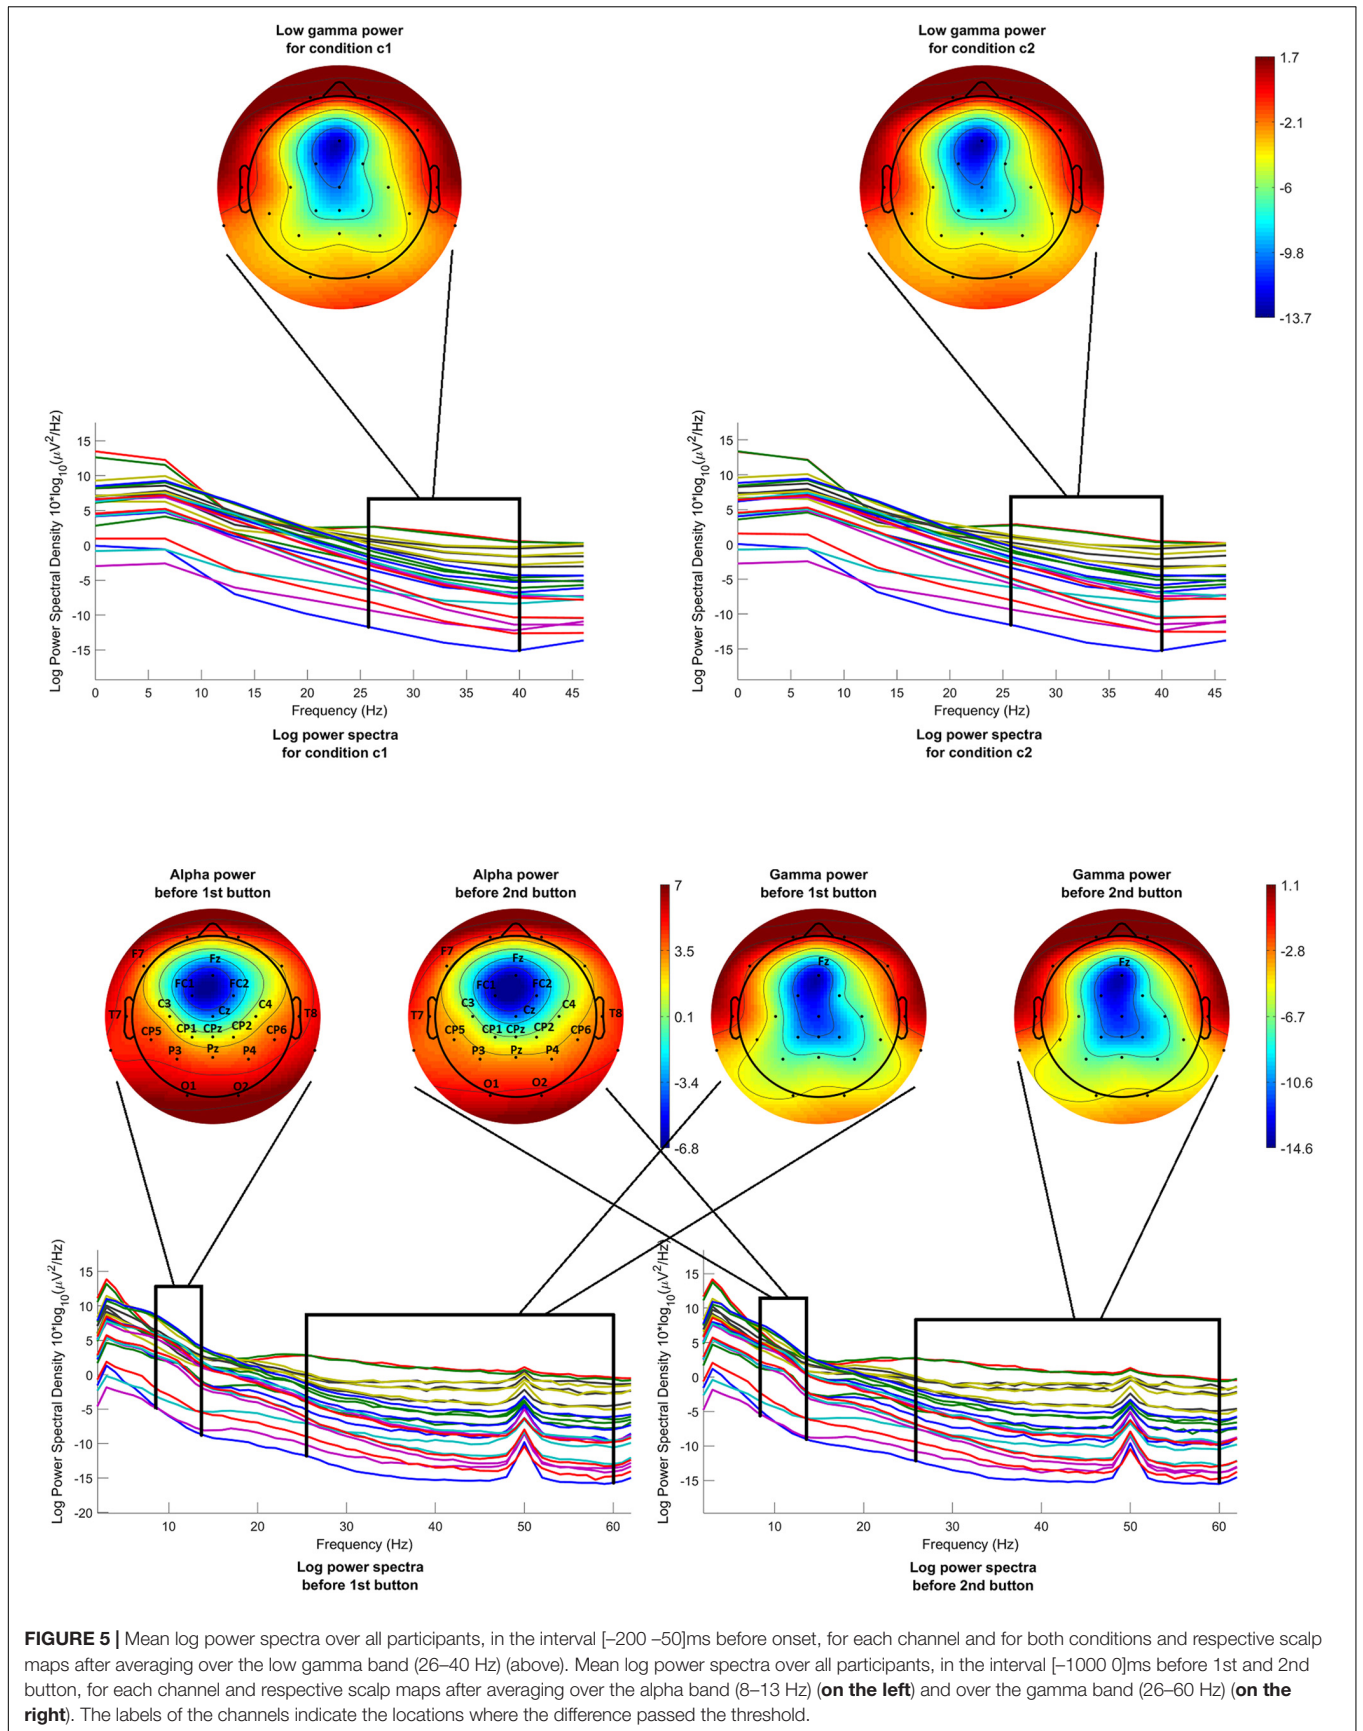 Low gamma power
for condition c1
Low gamma power
for condition c2
1.7
-2.1
-6
-9.8
-13.7
Log Power Spectral Density 10*log10(μV2/Hz)
15
10
5
0
-5
-10
-15
0 5 10 15 20 25 30 35 40 45
Frequency (Hz)
Log power spectra
for condition c1
Log Power Spectral Density 10*log10(μV2/Hz)
15
10
5
0
-5
-10
-15
0 5 10 15 20 25 30 35 40 45
Frequency (Hz)
Log power spectra
for condition c2
Alpha power
before 1st button
F7
Fz
FC1 FC2
C3 Cz C4
T7 T8
CP5 CP1 CPz CP2 CP6
P3 Pz P4
O1 O2
Alpha power
before 2nd button
F7
Fz
FC1 FC2
C3 Cz C4
T7 T8
CP5 CP1 CPz CP2 CP6
P3 Pz P4
O1 O2
7
3.5
0.1
-3.4
-6.8
Gamma power
before 1st button
Fz
Gamma power
before 2nd button
Fz
1.1
-2.8
-6.7
-10.6
-14.6
Log Power Spectral Density 10*log10(μV2/Hz)
15
10
5
0
-5
-10
-15
-20
10 20 30 40 50 60
Frequency (Hz)
Log power spectra
before 1st button
Log Power Spectral Density 10*log10(μV2/Hz)
15
10
5
0
-5
-10
-15
10 20 30 40 50 60
Frequency (Hz)
Log power spectra
before 2nd button
FIGURE 5 | Mean log power spectra over all participants, in the interval [–200 –50]ms before onset, for each channel and for both conditions and respective scalp
maps after averaging over the low gamma band (26–40 Hz) (above). Mean log power spectra over all participants, in the interval [–1000 0]ms before 1st and 2nd
button, for each channel and respective scalp maps after averaging over the alpha band (8–13 Hz) (on the left) and over the gamma band (26–60 Hz) (on the
right). The labels of the channels indicate the locations where the difference passed the threshold.